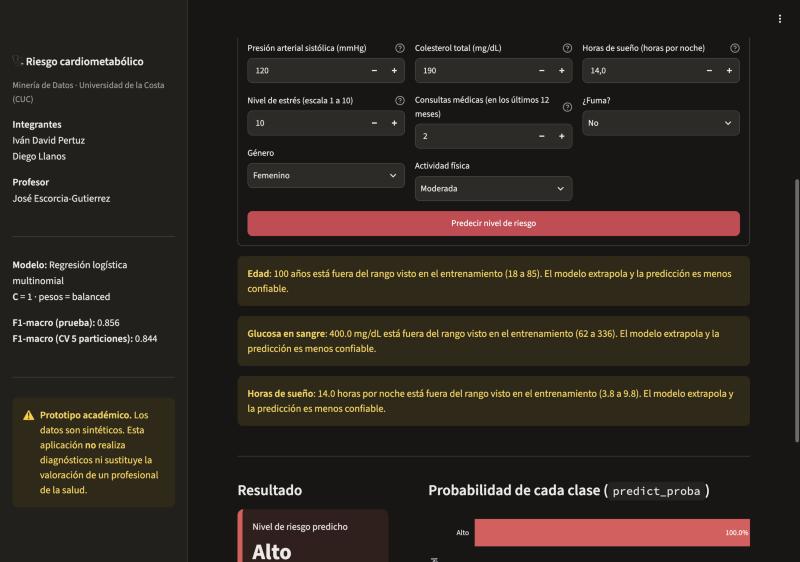 Riesgo cardiometabólico
Minería de Datos · Universidad de la Costa
(CUC)
Integrantes
Iván David Pertuz
Diego Llanos
Profesor
José Escorcia-Gutierrez
Modelo: Regresión logística
multinomial
C = 1 · pesos = balanced
F1-macro (prueba): 0.856
F1-macro (CV 5 particiones): 0.844
Prototipo académico. Los
datos son sintéticos. Esta
aplicación no realiza
diagnósticos ni sustituye la
valoración de un profesional
de la salud.
Presión arterial sistólica (mmHg)
120
Colesterol total (mg/dL)
190
Horas de sueño (horas por noche)
14,0
Nivel de estrés (escala 1 a 10)
10
Consultas médicas (en los últimos 12
meses)
2
¿Fuma?
No
Género
Femenino
Actividad física
Moderada
Predecir nivel de riesgo
Edad: 100 años está fuera del rango visto en el entrenamiento (18 a 85). El modelo extrapola y la predicción es menos
confiable.
Glucosa en sangre: 400.0 mg/dL está fuera del rango visto en el entrenamiento (62 a 336). El modelo extrapola y la
predicción es menos confiable.
Horas de sueño: 14.0 horas por noche está fuera del rango visto en el entrenamiento (3.8 a 9.8). El modelo extrapola y
la predicción es menos confiable.
Resultado
Nivel de riesgo predicho
Alto
Probabilidad de cada clase ( predict_proba )
Alto
100.0%